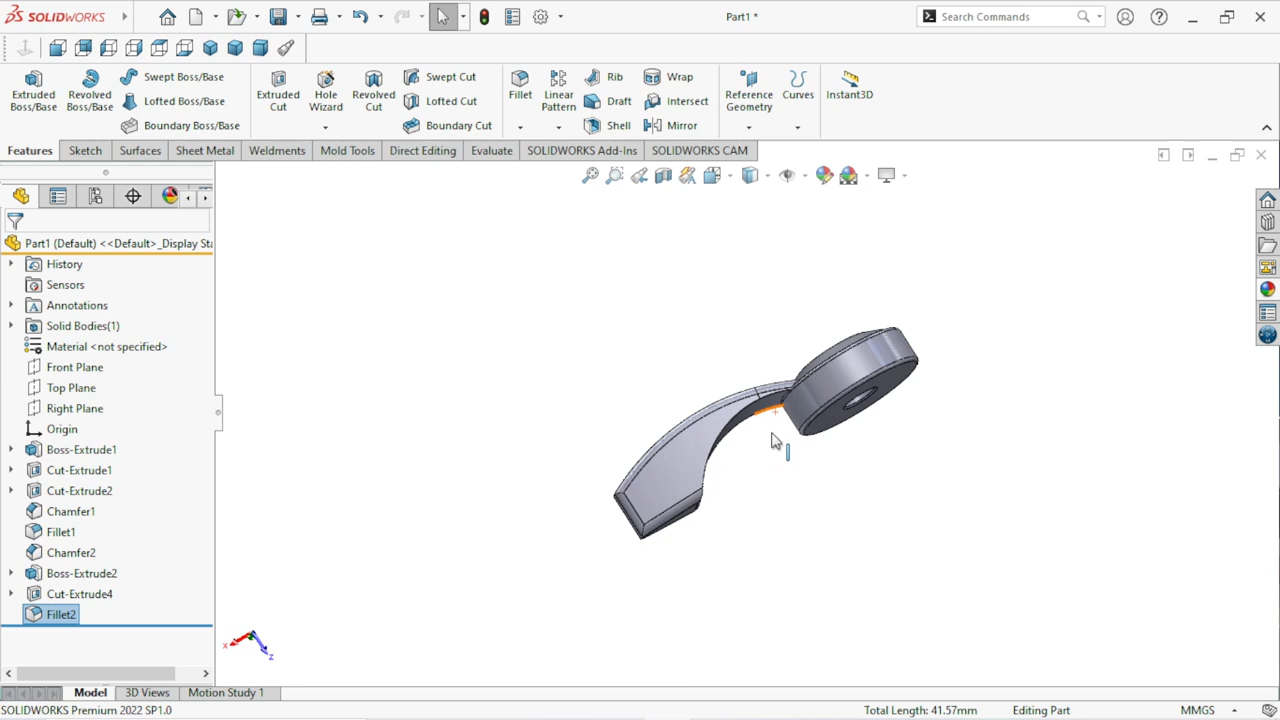 SOLIDWORKS
Part1 *
Search Commands
Extruded Boss/Base
Revolved Boss/Base
Swept Boss/Base
Lofted Boss/Base
Boundary Boss/Base
Extruded Cut
Hole Wizard
Revolved Cut
Swept Cut
Lofted Cut
Boundary Cut
Fillet
Linear Pattern
Rib
Draft
Shell
Wrap
Intersect
Mirror
Reference Geometry
Curves
Instant3D
Features Sketch Surfaces Sheet Metal Weldments Mold Tools Direct Editing Evaluate SOLIDWORKS Add-Ins SOLIDWORKS CAM
Part1 (Default) <<Default>_Display Sta
History
Sensors
Annotations
Solid Bodies(1)
Material <not specified>
Front Plane
Top Plane
Right Plane
Origin
Boss-Extrude1
Cut-Extrude1
Cut-Extrude2
Chamfer1
Fillet1
Chamfer2
Boss-Extrude2
Cut-Extrude4
Fillet2
x
z
Model 3D Views Motion Study 1
SOLIDWORKS Premium 2022 SP1.0 Total Length: 41.57mm Editing Part MMGS